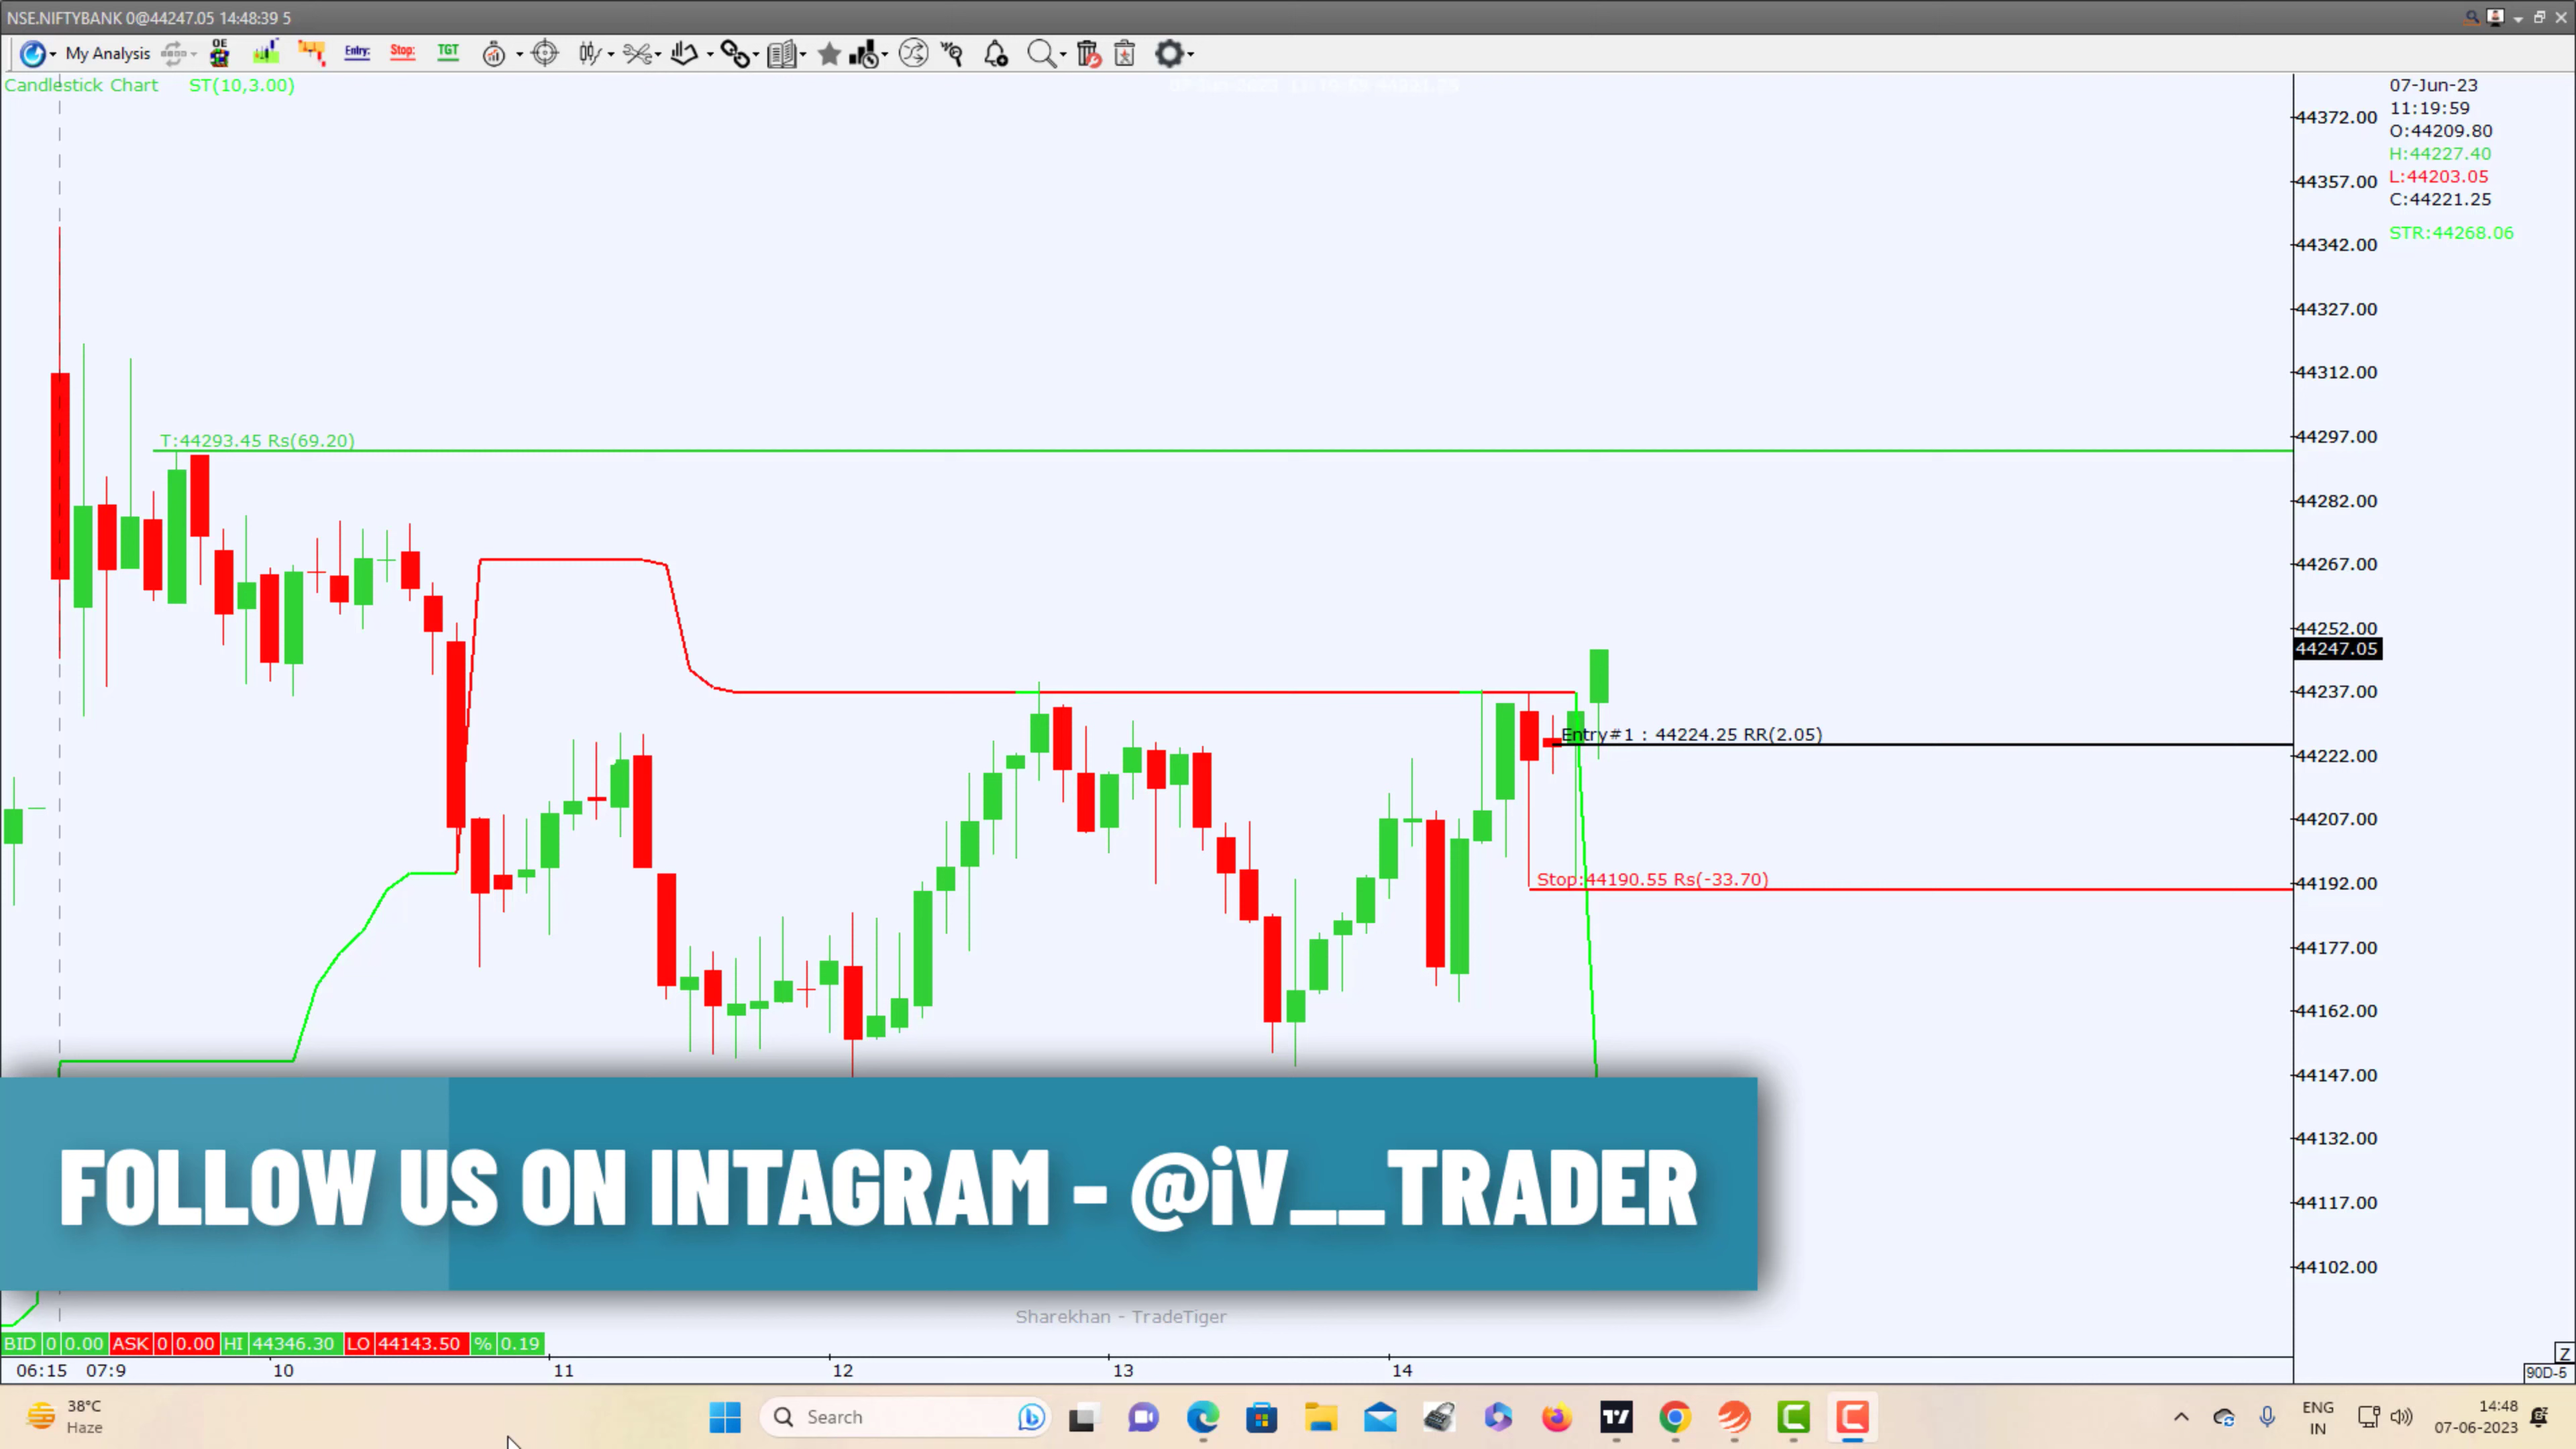 NSE.NIFTYBANK 0@44247.05 14:48:39 5
My Analysis
OE
Entry:
Stop:
TGT
Candlestick Chart ST(10,3.00)
07-Jun-23
11:19:59
O:44209.80
H:44227.40
L:44203.05
C:44221.25
STR:44268.06
44372.00
44357.00
44342.00
44327.00
44312.00
44297.00
44282.00
44267.00
44252.00
44247.05
44237.00
44222.00
44207.00
44192.00
44177.00
44162.00
44147.00
44132.00
44117.00
44102.00
T:44293.45 Rs(69.20)
Entry#1 : 44224.25 RR(2.05)
Stop:44190.55 Rs(-33.70)
FOLLOW US ON INTAGRAM - @iV__TRADER
Sharekhan - TradeTiger
BID 0 0.00 ASK 0 0.00 HI 44346.30 LO 44143.50 % 0.19
06:15 07:9 10 11 12 13 14
Z
90D-5
38°C
Haze
Search
ENG
IN
14:48
07-06-2023